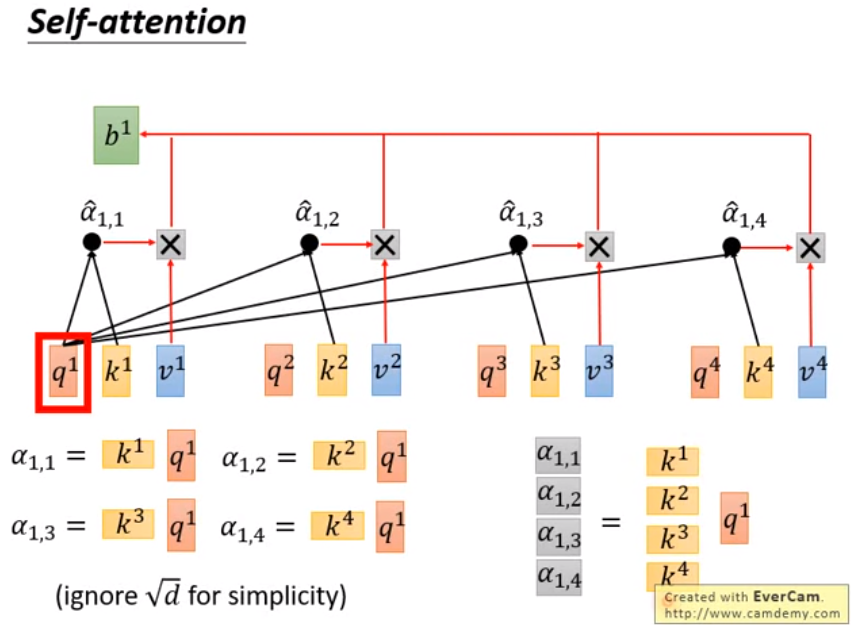 Self-attention
b¹
α̂₁,₁ α̂₁,₂ α̂₁,₃ α̂₁,₄
q¹ k¹ v¹ q² k² v² q³ k³ v³ q⁴ k⁴ v⁴
α₁,₁ = k¹ q¹ α₁,₂ = k² q¹
α₁,₃ = k³ q¹ α₁,₄ = k⁴ q¹
α₁,₁
α₁,₂
α₁,₃
α₁,₄
=
k¹
k²
k³
k⁴
q¹
(ignore √d for simplicity)
Created with EverCam.
http://www.camdemy.com